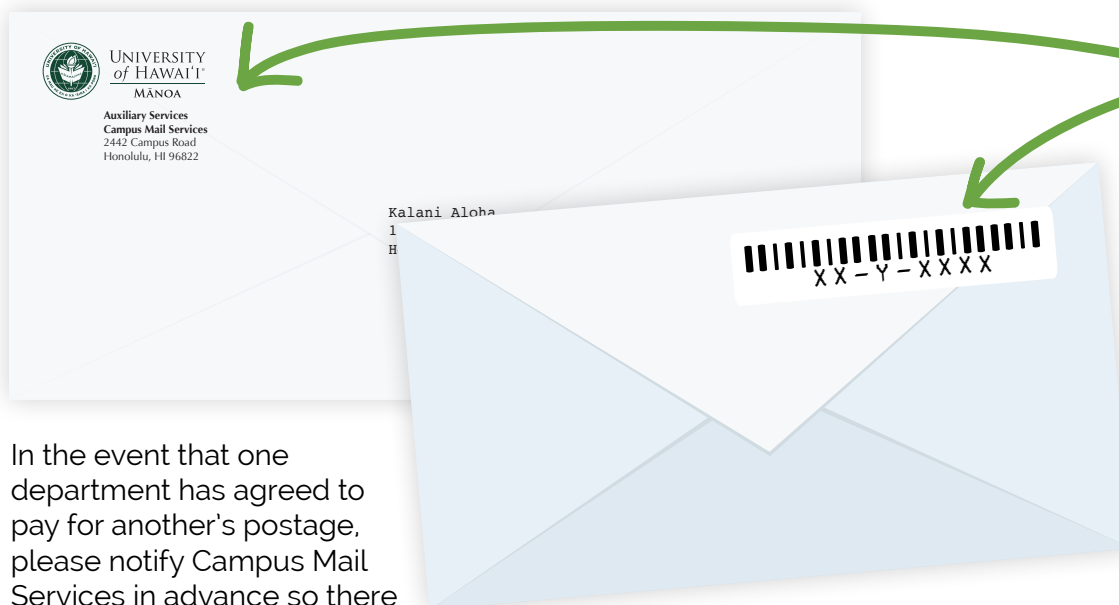 UNIVERSITY
of HAWAIʻI®
MĀNOA
Auxiliary Services
Campus Mail Services
2442 Campus Road
Honolulu, HI 96822
Kalani Aloha
1
H
XX-Y-XXXX
In the event that one
department has agreed to
pay for another's postage,
please notify Campus Mail
Services in advance so there